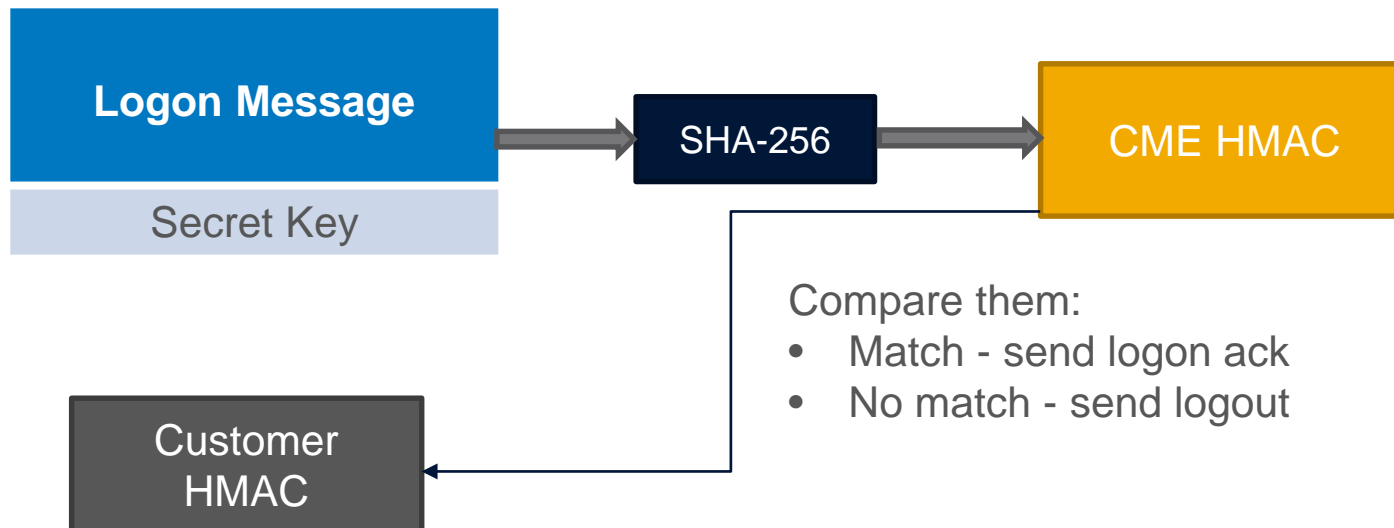 Logon Message
Secret Key
SHA-256
CME HMAC
Compare them:
• Match - send logon ack
• No match - send logout
Customer
HMAC